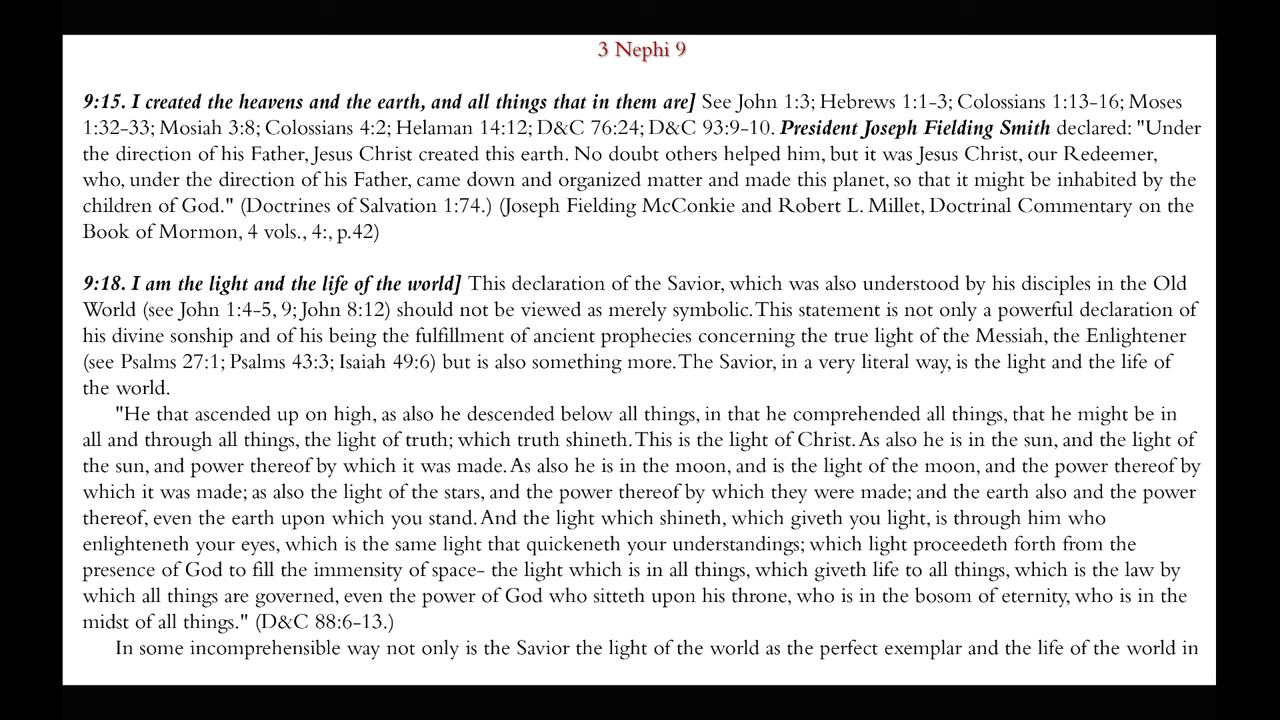 3 Nephi 9
9:15. I created the heavens and the earth, and all things that in them are] See John 1:3; Hebrews 1:1-3; Colossians 1:13-16; Moses
1:32-33; Mosiah 3:8; Colossians 4:2; Helaman 14:12; D&C 76:24; D&C 93:9-10. President Joseph Fielding Smith declared: "Under
the direction of his Father, Jesus Christ created this earth. No doubt others helped him, but it was Jesus Christ, our Redeemer,
who, under the direction of his Father, came down and organized matter and made this planet, so that it might be inhabited by the
children of God." (Doctrines of Salvation 1:74.) (Joseph Fielding McConkie and Robert L. Millet, Doctrinal Commentary on the
Book of Mormon, 4 vols., 4:, p.42)
9:18. I am the light and the life of the world] This declaration of the Savior, which was also understood by his disciples in the Old
World (see John 1:4-5, 9; John 8:12) should not be viewed as merely symbolic. This statement is not only a powerful declaration of
his divine sonship and of his being the fulfillment of ancient prophecies concerning the true light of the Messiah, the Enlightener
(see Psalms 27:1; Psalms 43:3; Isaiah 49:6) but is also something more. The Savior, in a very literal way, is the light and the life of
the world.
"He that ascended up on high, as also he descended below all things, in that he comprehended all things, that he might be in
all and through all things, the light of truth; which truth shineth. This is the light of Christ. As also he is in the sun, and the light of
the sun, and power thereof by which it was made. As also he is in the moon, and is the light of the moon, and the power thereof by
which it was made; as also the light of the stars, and the power thereof by which they were made; and the earth also and the power
thereof, even the earth upon which you stand. And the light which shineth, which giveth you light, is through him who
enlighteneth your eyes, which is the same light that quickeneth your understandings; which light proceedeth forth from the
presence of God to fill the immensity of space- the light which is in all things, which giveth life to all things, which is the law by
which all things are governed, even the power of God who sitteth upon his throne, who is in the bosom of eternity, who is in the
midst of all things." (D&C 88:6-13.)
In some incomprehensible way not only is the Savior the light of the world as the perfect exemplar and the life of the world in